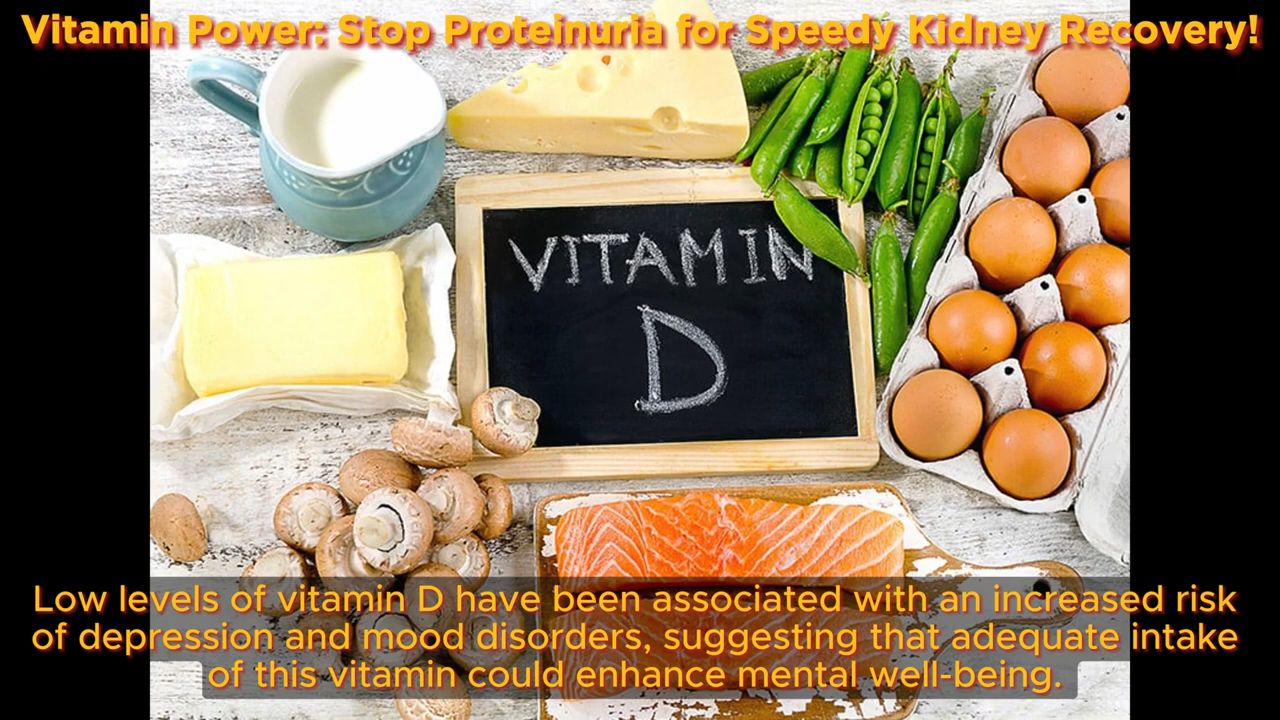 Vitamin Power: Stop Proteinuria for Speedy Kidney Recovery!
VITAMIN
D
Low levels of vitamin D have been associated with an increased risk
of depression and mood disorders, suggesting that adequate intake
of this vitamin could enhance mental well-being.